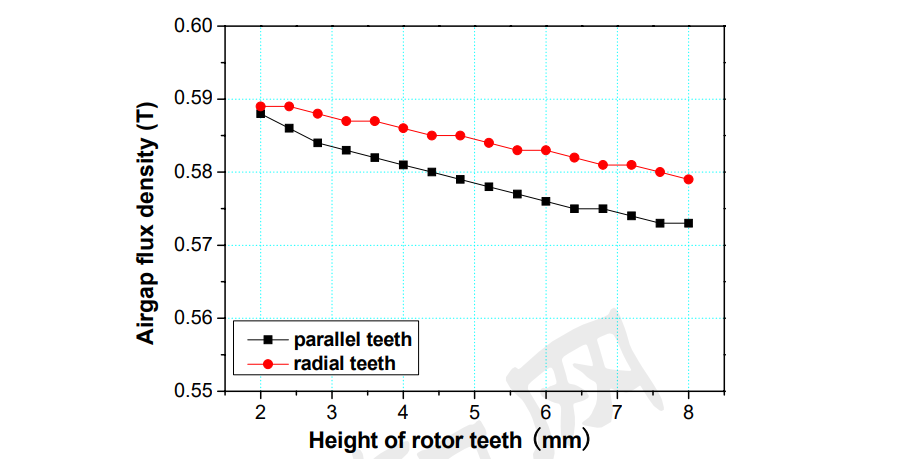 0.60
0.59
0.58
0.57
0.56
0.55
Airgap flux density (T)
parallel teeth
radial teeth
2 3 4 5 6 7 8
Height of rotor teeth（mm）